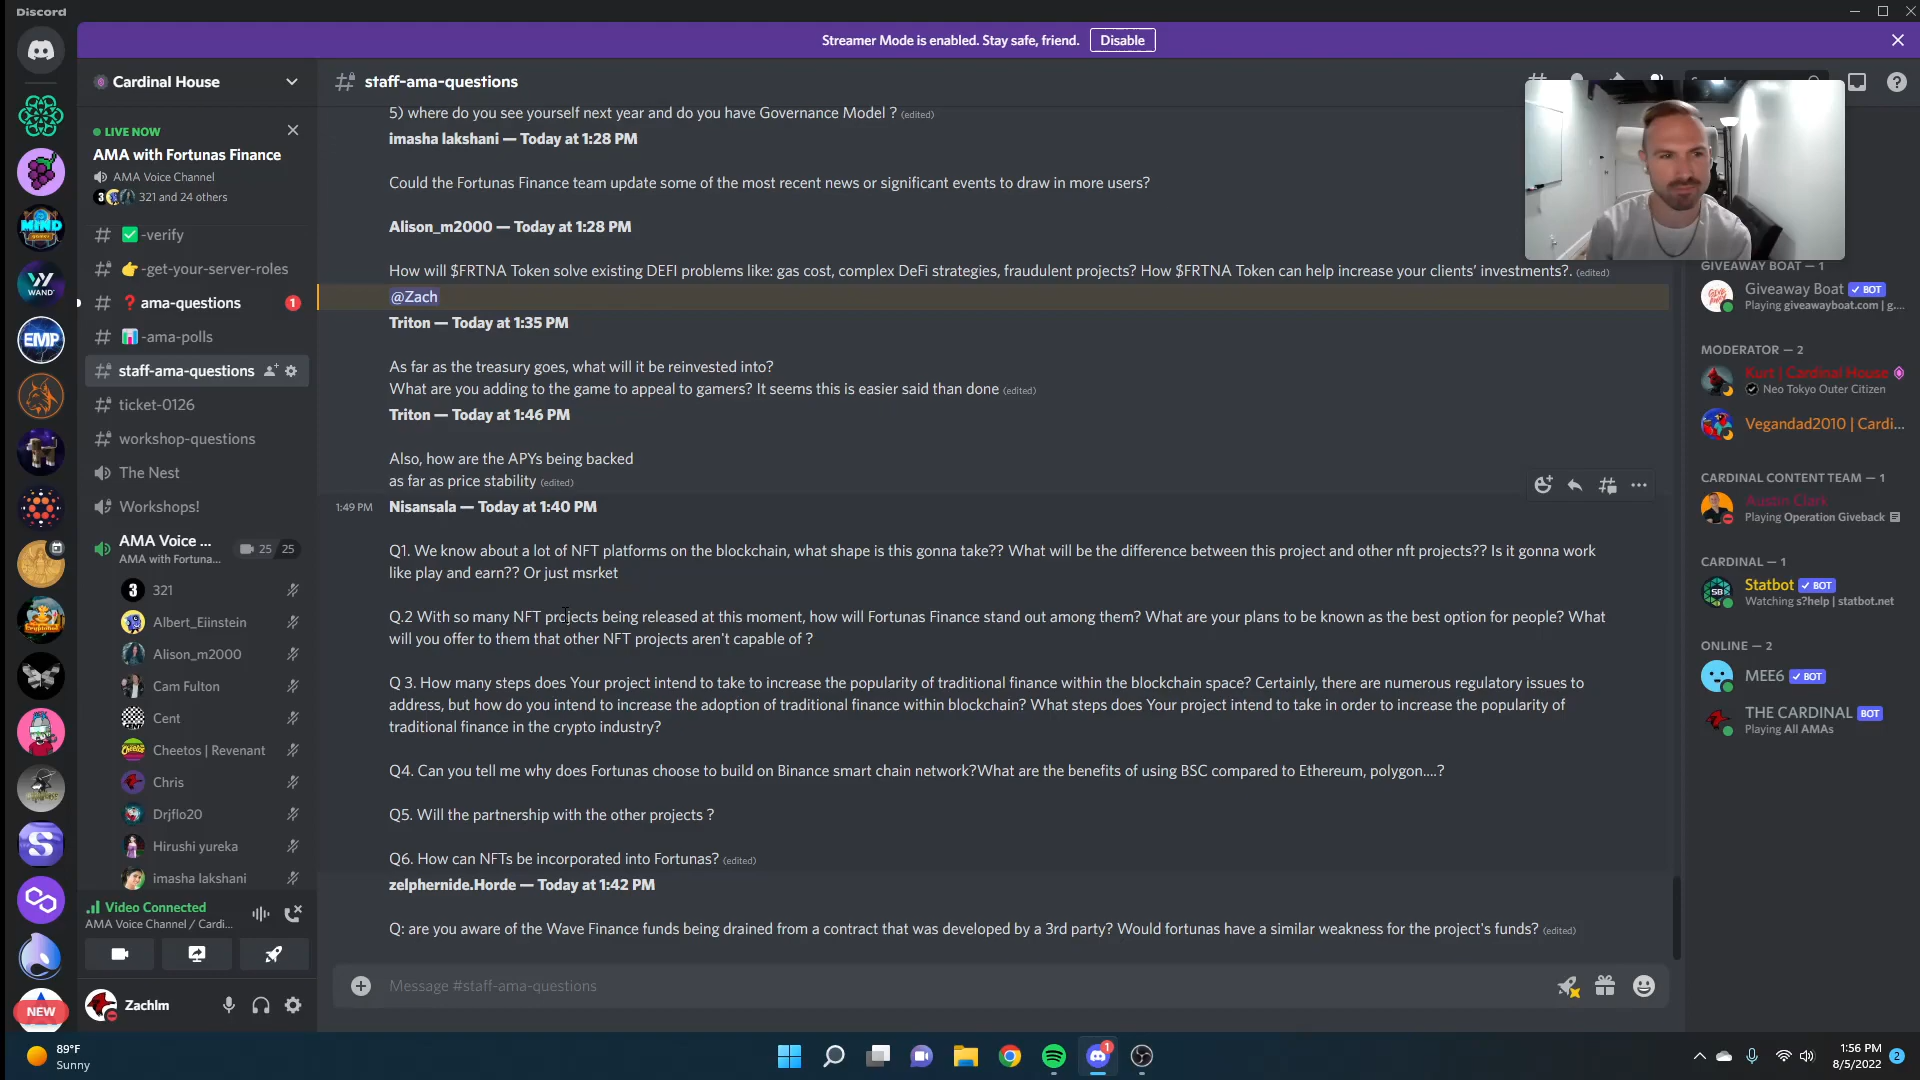 Discord
Streamer Mode is enabled. Stay safe, friend.
Disable
Cardinal House
LIVE NOW
AMA with Fortunas Finance
AMA Voice Channel
321 and 24 others
-verify
-get-your-server-roles
ama-questions
1
-ama-polls
staff-ama-questions
ticket-0126
workshop-questions
The Nest
Workshops!
AMA Voice ...
25 25
AMA with Fortuna...
3 321
Albert_Eiinstein
Alison_m2000
Cam Fulton
Cent
Cheetos | Revenant
Chris
Drjflo20
Hirushi yureka
imasha lakshani
Video Connected
AMA Voice Channel / Cardi...
Zachlm
MIND
WAND
EMP
NEW
staff-ama-questions
5) where do you see yourself next year and do you have Governance Model ? (edited)
imasha lakshani — Today at 1:28 PM
Could the Fortunas Finance team update some of the most recent news or significant events to draw in more users?
Alison_m2000 — Today at 1:28 PM
How will $FRTNA Token solve existing DEFI problems like: gas cost, complex DeFi strategies, fraudulent projects? How $FRTNA Token can help increase your clients' investments?. (edited)
@Zach
Triton — Today at 1:35 PM
As far as the treasury goes, what will it be reinvested into?
What are you adding to the game to appeal to gamers? It seems this is easier said than done (edited)
Triton — Today at 1:46 PM
Also, how are the APYs being backed
as far as price stability (edited)
1:49 PM Nisansala — Today at 1:40 PM
Q1. We know about a lot of NFT platforms on the blockchain, what shape is this gonna take?? What will be the difference between this project and other nft projects?? Is it gonna work
like play and earn?? Or just msrket
Q.2 With so many NFT projects being released at this moment, how will Fortunas Finance stand out among them? What are your plans to be known as the best option for people? What
will you offer to them that other NFT projects aren't capable of ?
Q 3. How many steps does Your project intend to take to increase the popularity of traditional finance within the blockchain space? Certainly, there are numerous regulatory issues to
address, but how do you intend to increase the adoption of traditional finance within blockchain? What steps does Your project intend to take in order to increase the popularity of
traditional finance in the crypto industry?
Q4. Can you tell me why does Fortunas choose to build on Binance smart chain network?What are the benefits of using BSC compared to Ethereum, polygon....?
Q5. Will the partnership with the other projects ?
Q6. How can NFTs be incorporated into Fortunas? (edited)
zelphernide.Horde — Today at 1:42 PM
Q: are you aware of the Wave Finance funds being drained from a contract that was developed by a 3rd party? Would fortunas have a similar weakness for the project's funds? (edited)
Message #staff-ama-questions
GIVEAWAY BOAT — 1
Giveaway Boat BOT
Playing giveawayboat.com | g....
MODERATOR — 2
Kurt | Cardinal House
Neo Tokyo Outer Citizen
Vegandad2010 | Cardi...
CARDINAL CONTENT TEAM — 1
Austin Clark
Playing Operation Giveback
CARDINAL — 1
Statbot BOT
Watching s?help | statbot.net
ONLINE — 2
MEE6 BOT
THE CARDINAL BOT
Playing All AMAs
89°F
Sunny
1
1:56 PM
8/5/2022
2